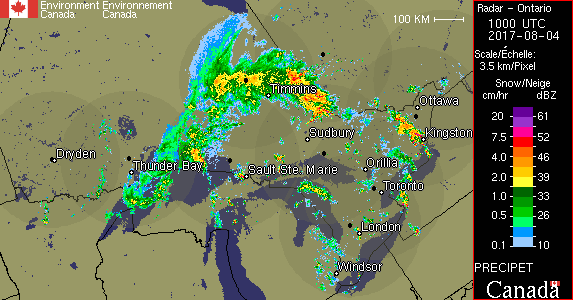 Environment Environnement
Canada Canada
100 KM
Timmins
Ottawa
Sudbury
Kingston
Dryden
Thunder Bay
Sault Ste. Marie
Orillia
Toronto
London
Windsor
Radar - Ontario
1000 UTC
2017-08-04
Scale/Échelle:
3.5 km/Pixel
Snow/Neige
cm/hr dBZ
20 61
7.5 52
4.0 46
2.0 39
1.0 33
0.5 26
0.1 10
PRECIPET
Canada